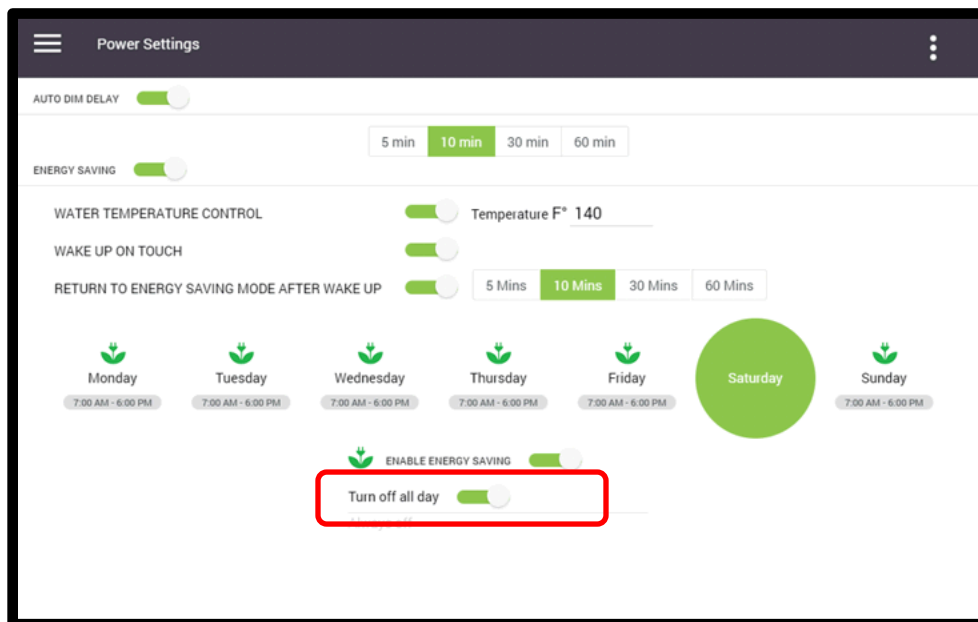 Power Settings
AUTO DIM DELAY
5 min 10 min 30 min 60 min
ENERGY SAVING
WATER TEMPERATURE CONTROL Temperature F° 140
WAKE UP ON TOUCH
RETURN TO ENERGY SAVING MODE AFTER WAKE UP 5 Mins 10 Mins 30 Mins 60 Mins
Monday Tuesday Wednesday Thursday Friday Saturday Sunday
7:00 AM - 6:00 PM 7:00 AM - 6:00 PM 7:00 AM - 6:00 PM 7:00 AM - 6:00 PM 7:00 AM - 6:00 PM 7:00 AM - 6:00 PM
ENABLE ENERGY SAVING
Turn off all day
Always off